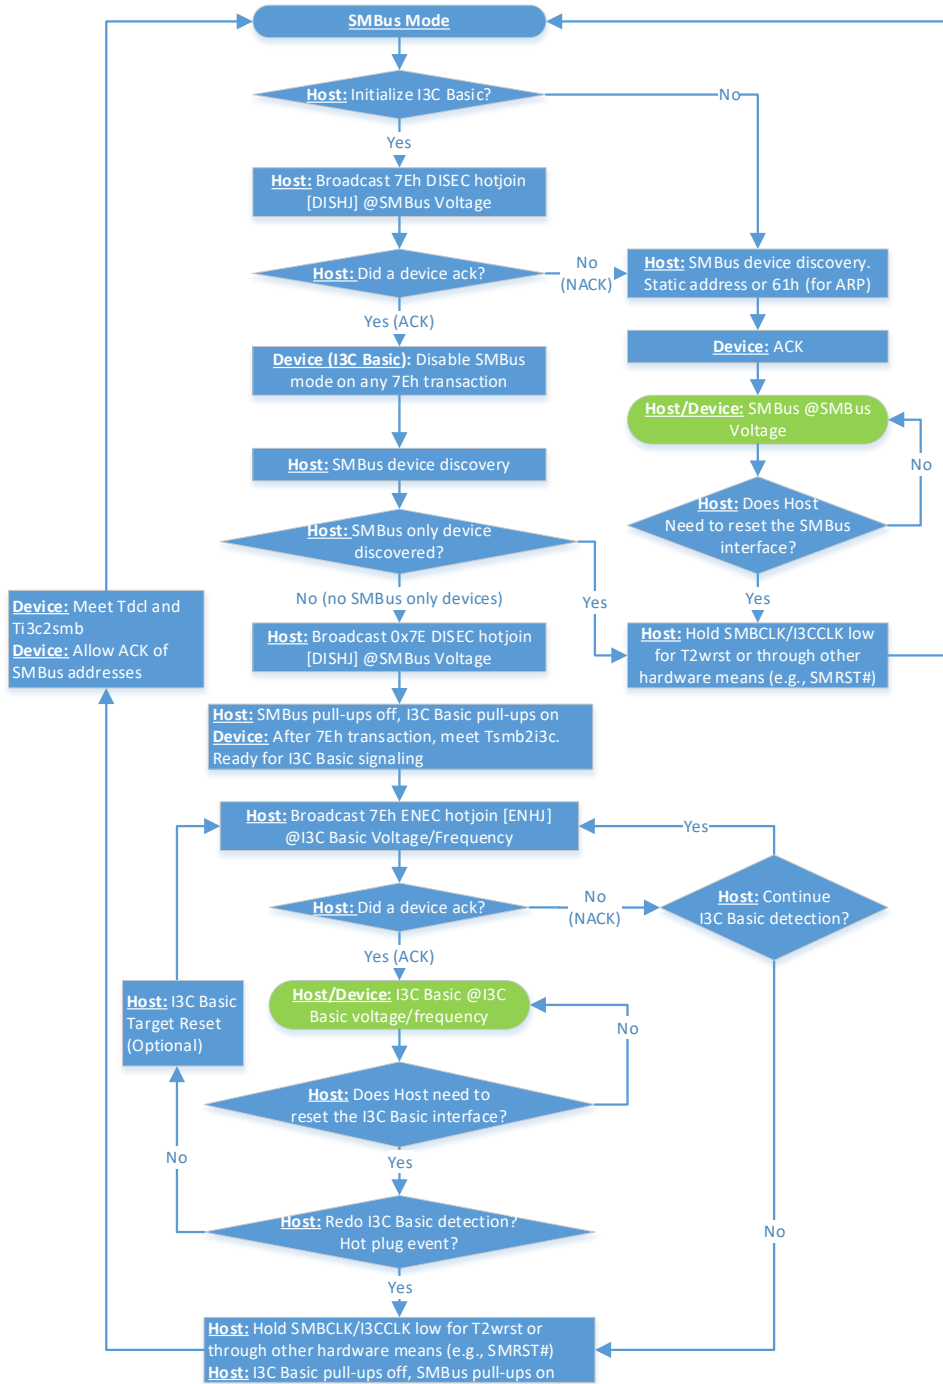 SMBus Mode
Host: Initialize I3C Basic?
No
Yes
Host: Broadcast 7Eh DISEC hotjoin
[DISHJ] @SMBus Voltage
Host: Did a device ack?
No
(NACK)
Host: SMBus device discovery.
Static address or 61h (for ARP)
Yes (ACK)
Device: ACK
Device (I3C Basic): Disable SMBus
mode on any 7Eh transaction
Host/Device: SMBus @SMBus
Voltage
No
Host: SMBus device discovery
Host: Does Host
Need to reset the SMBus
interface?
Host: SMBus only device
discovered?
No (no SMBus only devices)
Yes
Yes
Device: Meet Tdcl and
Ti3c2smb
Device: Allow ACK of
SMBus addresses
Host: Broadcast 0x7E DISEC hotjoin
[DISHJ] @SMBus Voltage
Host: Hold SMBCLK/I3CCLK low
for T2wrst or through other
hardware means (e.g., SMRST#)
Host: SMBus pull-ups off, I3C Basic pull-ups on
Device: After 7Eh transaction, meet Tsmb2i3c.
Ready for I3C Basic signaling
Host: Broadcast 7Eh ENEC hotjoin [ENHJ]
@I3C Basic Voltage/Frequency
Yes
Host: Did a device ack?
No
(NACK)
Host: Continue
I3C Basic detection?
Yes (ACK)
Host: I3C Basic
Target Reset
(Optional)
Host/Device: I3C Basic @I3C
Basic voltage/frequency
No
Host: Does Host need to
reset the I3C Basic interface?
No
Yes
Host: Redo I3C Basic detection?
Hot plug event?
No
Yes
Host: Hold SMBCLK/I3CCLK low for T2wrst or
through other hardware means (e.g., SMRST#)
Host: I3C Basic pull-ups off, SMBus pull-ups on